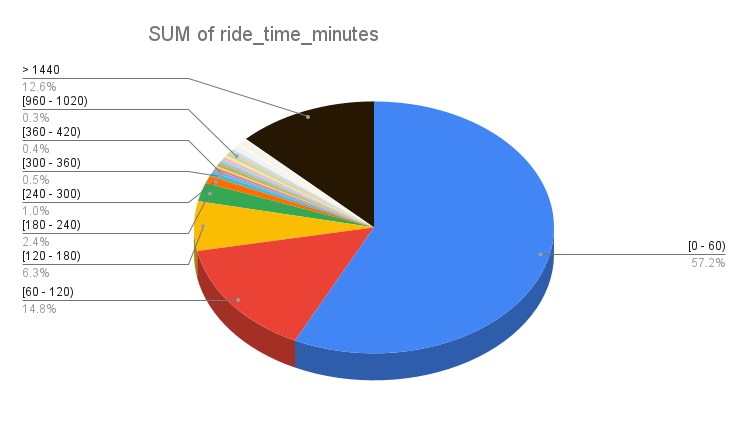 SUM of ride_time_minutes
> 1440
12.6%
[960 - 1020)
0.3%
[360 - 420)
0.4%
[300 - 360)
0.5%
[240 - 300)
1.0%
[180 - 240)
2.4%
[120 - 180)
6.3%
[60 - 120)
14.8%
[0 - 60)
57.2%